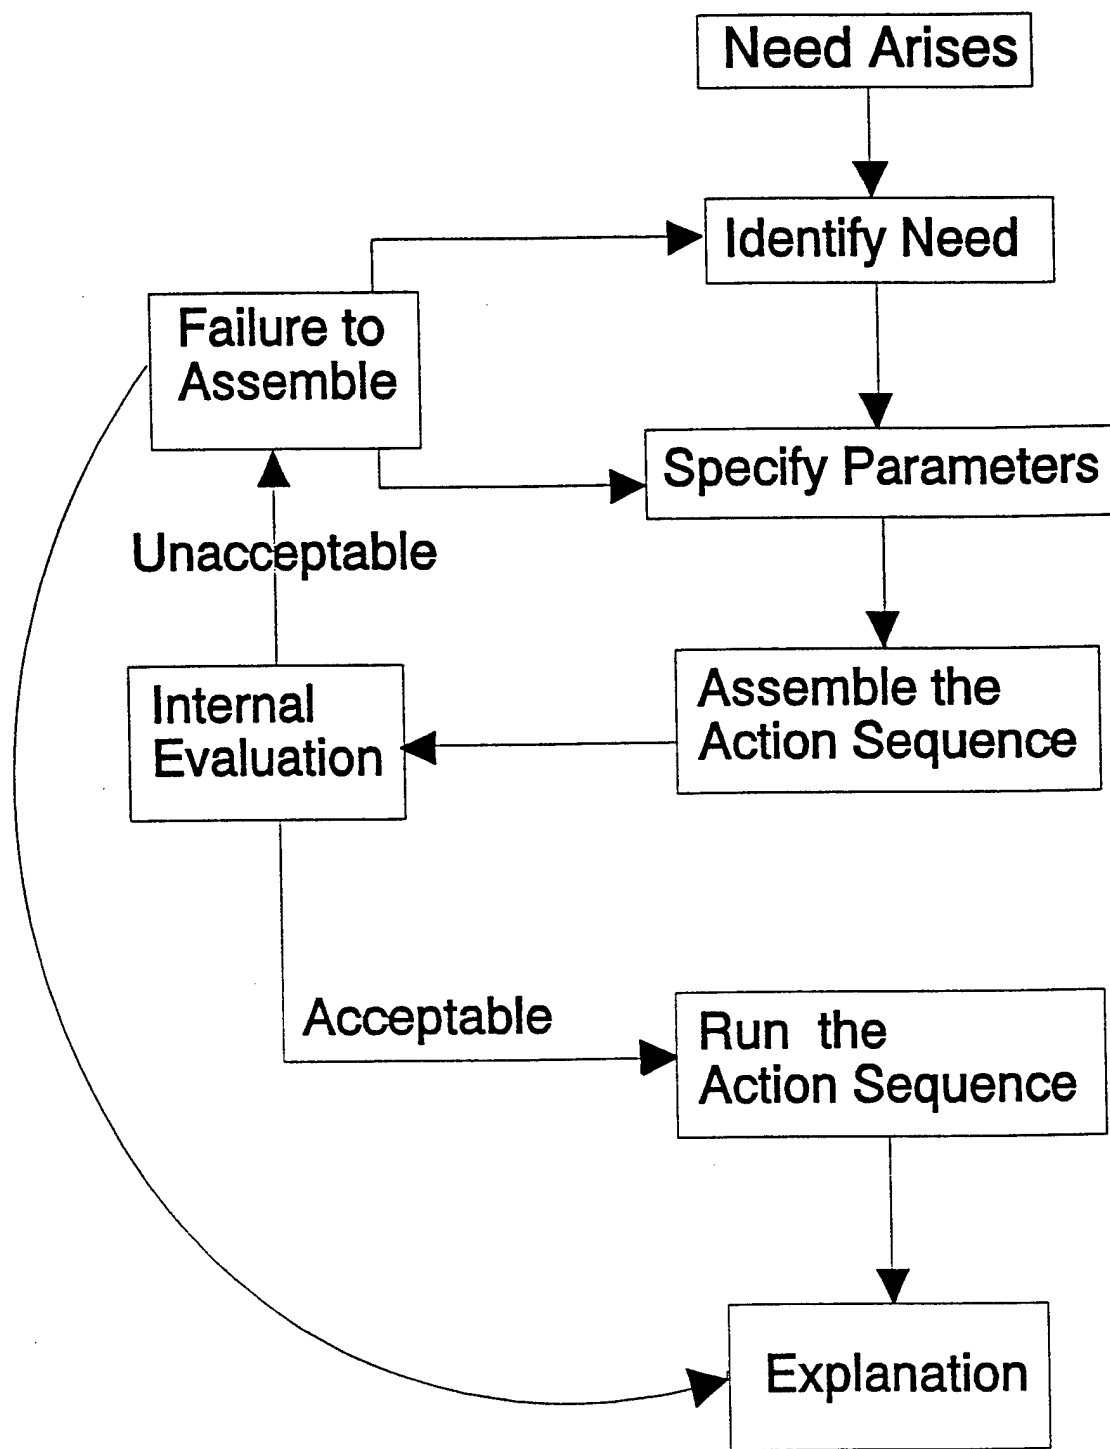 Need Arises
Identify Need
Failure to
Assemble
Specify Parameters
Unacceptable
Assemble the
Action Sequence
Internal
Evaluation
Acceptable
Run the
Action Sequence
Explanation